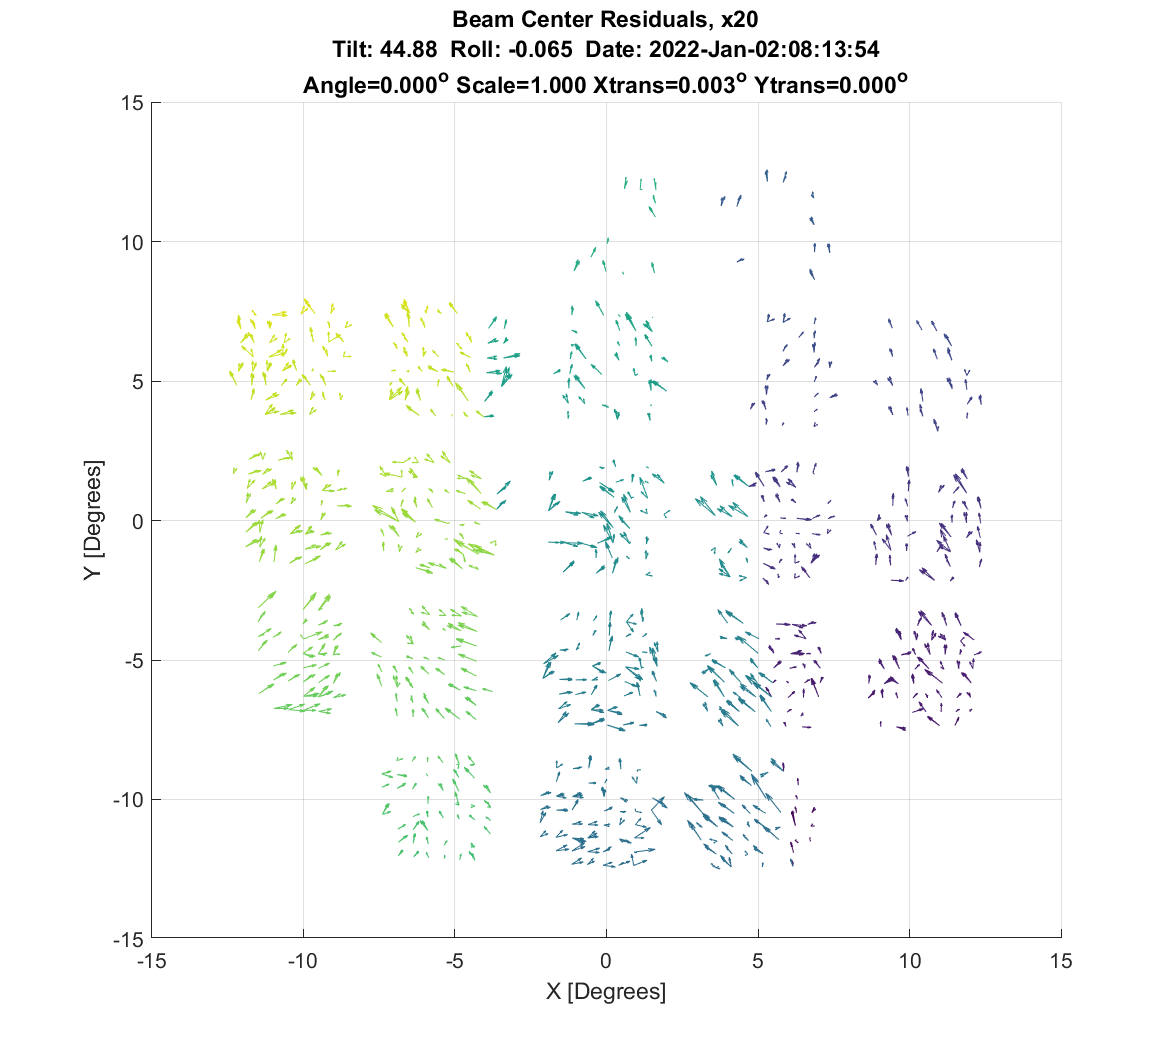 Beam Center Residuals, x20
Tilt: 44.88 Roll: -0.065 Date: 2022-Jan-02:08:13:54
Angle=0.000° Scale=1.000 Xtrans=0.003° Ytrans=0.000°
15
10
5
0
-5
-10
-15
Y [Degrees]
-15 -10 -5 0 5 10 15
X [Degrees]